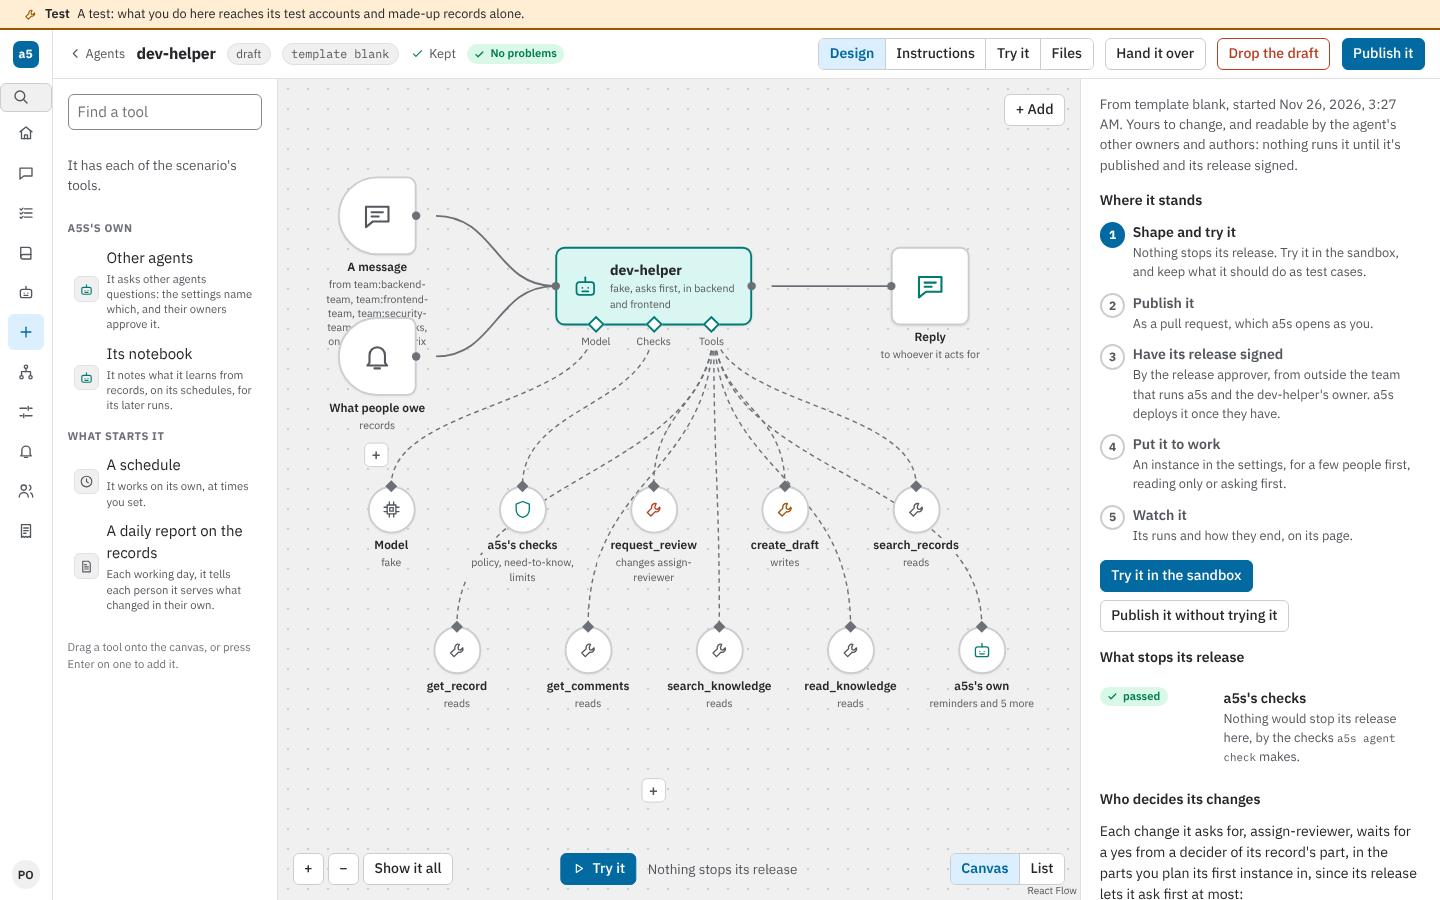 Test A test: what you do here reaches its test accounts and made-up records alone.
a5
Agents
dev-helper
draft
template blank
Kept
No problems
Design
Instructions
Try it
Files
Hand it over
Drop the draft
Publish it
Find a tool
It has each of the scenario's
tools.
A5S'S OWN
Other agents
It asks other agents
questions: the settings name
which, and their owners
approve it.
Its notebook
It notes what it learns from
records, on its schedules, for
its later runs.
WHAT STARTS IT
A schedule
It works on its own, at times
you set.
A daily report on the
records
Each working day, it tells
each person it serves what
changed in their own.
Drag a tool onto the canvas, or press
Enter on one to add it.
PO
+ Add
A message
from team:backend-
team, team:frontend-
team, team:security-
What people owe
records
+
dev-helper
fake, asks first, in backend
and frontend
Model
Checks
Tools
Reply
to whoever it acts for
Model
fake
a5s's checks
policy, need-to-know,
limits
request_review
changes assign-
reviewer
create_draft
writes
search_records
reads
get_record
reads
get_comments
reads
search_knowledge
reads
read_knowledge
reads
a5s's own
reminders and 5 more
+
+
−
Show it all
Try it
Nothing stops its release
Canvas
List
React Flow
From template blank, started Nov 26, 2026, 3:27
AM. Yours to change, and readable by the agent's
other owners and authors: nothing runs it until it's
published and its release signed.
Where it stands
1
Shape and try it
Nothing stops its release. Try it in the sandbox,
and keep what it should do as test cases.
2
Publish it
As a pull request, which a5s opens as you.
3
Have its release signed
By the release approver, from outside the team
that runs a5s and the dev-helper's owner. a5s
deploys it once they have.
4
Put it to work
An instance in the settings, for a few people first,
reading only or asking first.
5
Watch it
Its runs and how they end, on its page.
Try it in the sandbox
Publish it without trying it
What stops its release
passed
a5s's checks
Nothing would stop its release
here, by the checks a5s agent
check makes.
Who decides its changes
Each change it asks for, assign-reviewer, waits for
a yes from a decider of its record's part, in the
parts you plan its first instance in, since its release
lets it ask first at most: